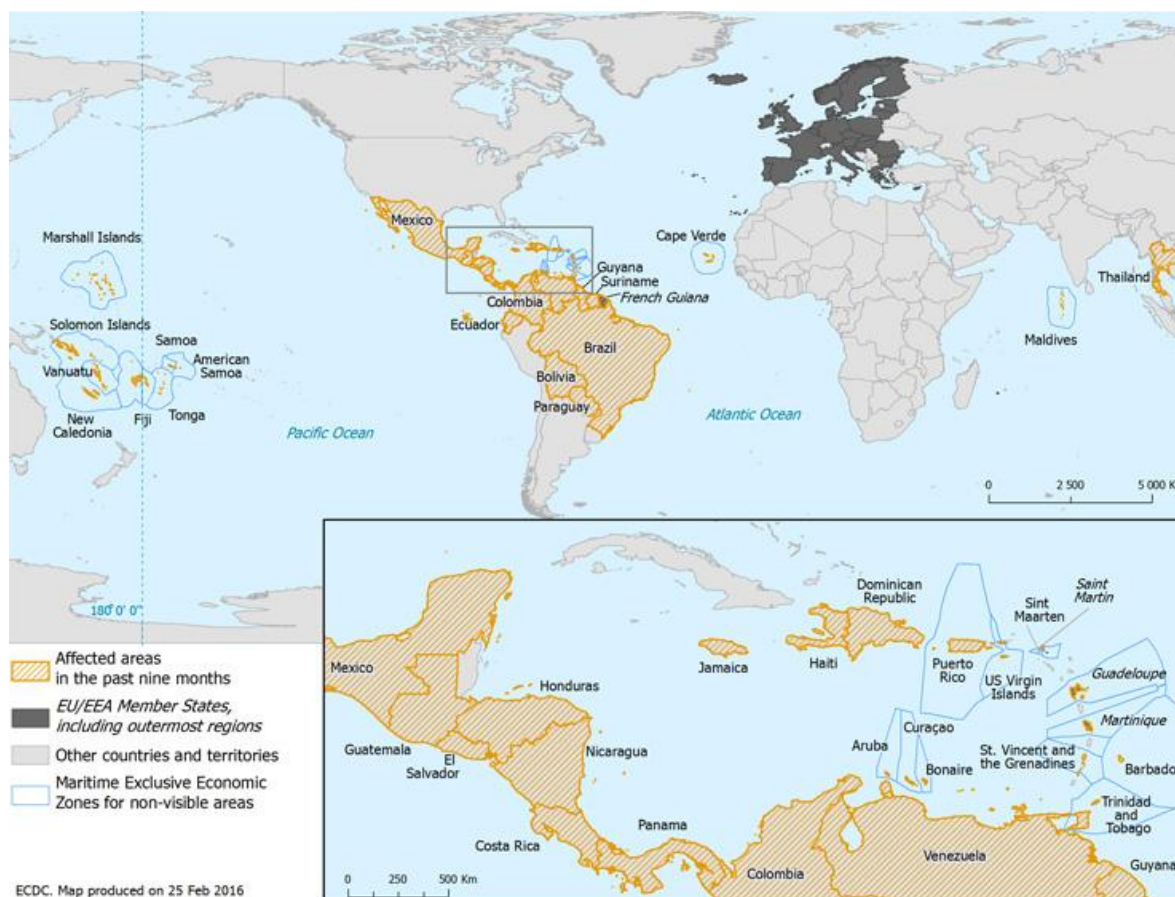 Mexico
Marshall Islands
Cape Verde
Guyana
Suriname
French Guiana
Thailand
Colombia
Maldives
Solomon Islands
Ecuador
Samoa
American
Samoa
Brazil
Vanuatu
Bolivia
New
Caledonia
Fiji
Tonga
Paraguay
Pacific Ocean
Atlantic Ocean
0 2 500 5 000 K
180° 0' 0"
Affected areas
in the past nine months
EU/EEA Member States,
including outermost regions
Other countries and territories
Maritime Exclusive Economic
Zones for non-visible areas
ECDC. Map produced on 25 Feb 2016
Dominican
Republic
Saint
Martin
Sint
Maarten
Mexico
Jamaica
Haiti
Puerto
Rico
US Virgin
Islands
Guadeloupe
Honduras
Martinique
Curaçao
Guatemala
El
Salvador
Nicaragua
Aruba
Bonaire
St. Vincent and
the Grenadines
Barbado
Trinidad
and
Tobago
Costa Rica
Panama
Colombia
Venezuela
Guyana
0 250 500 Km